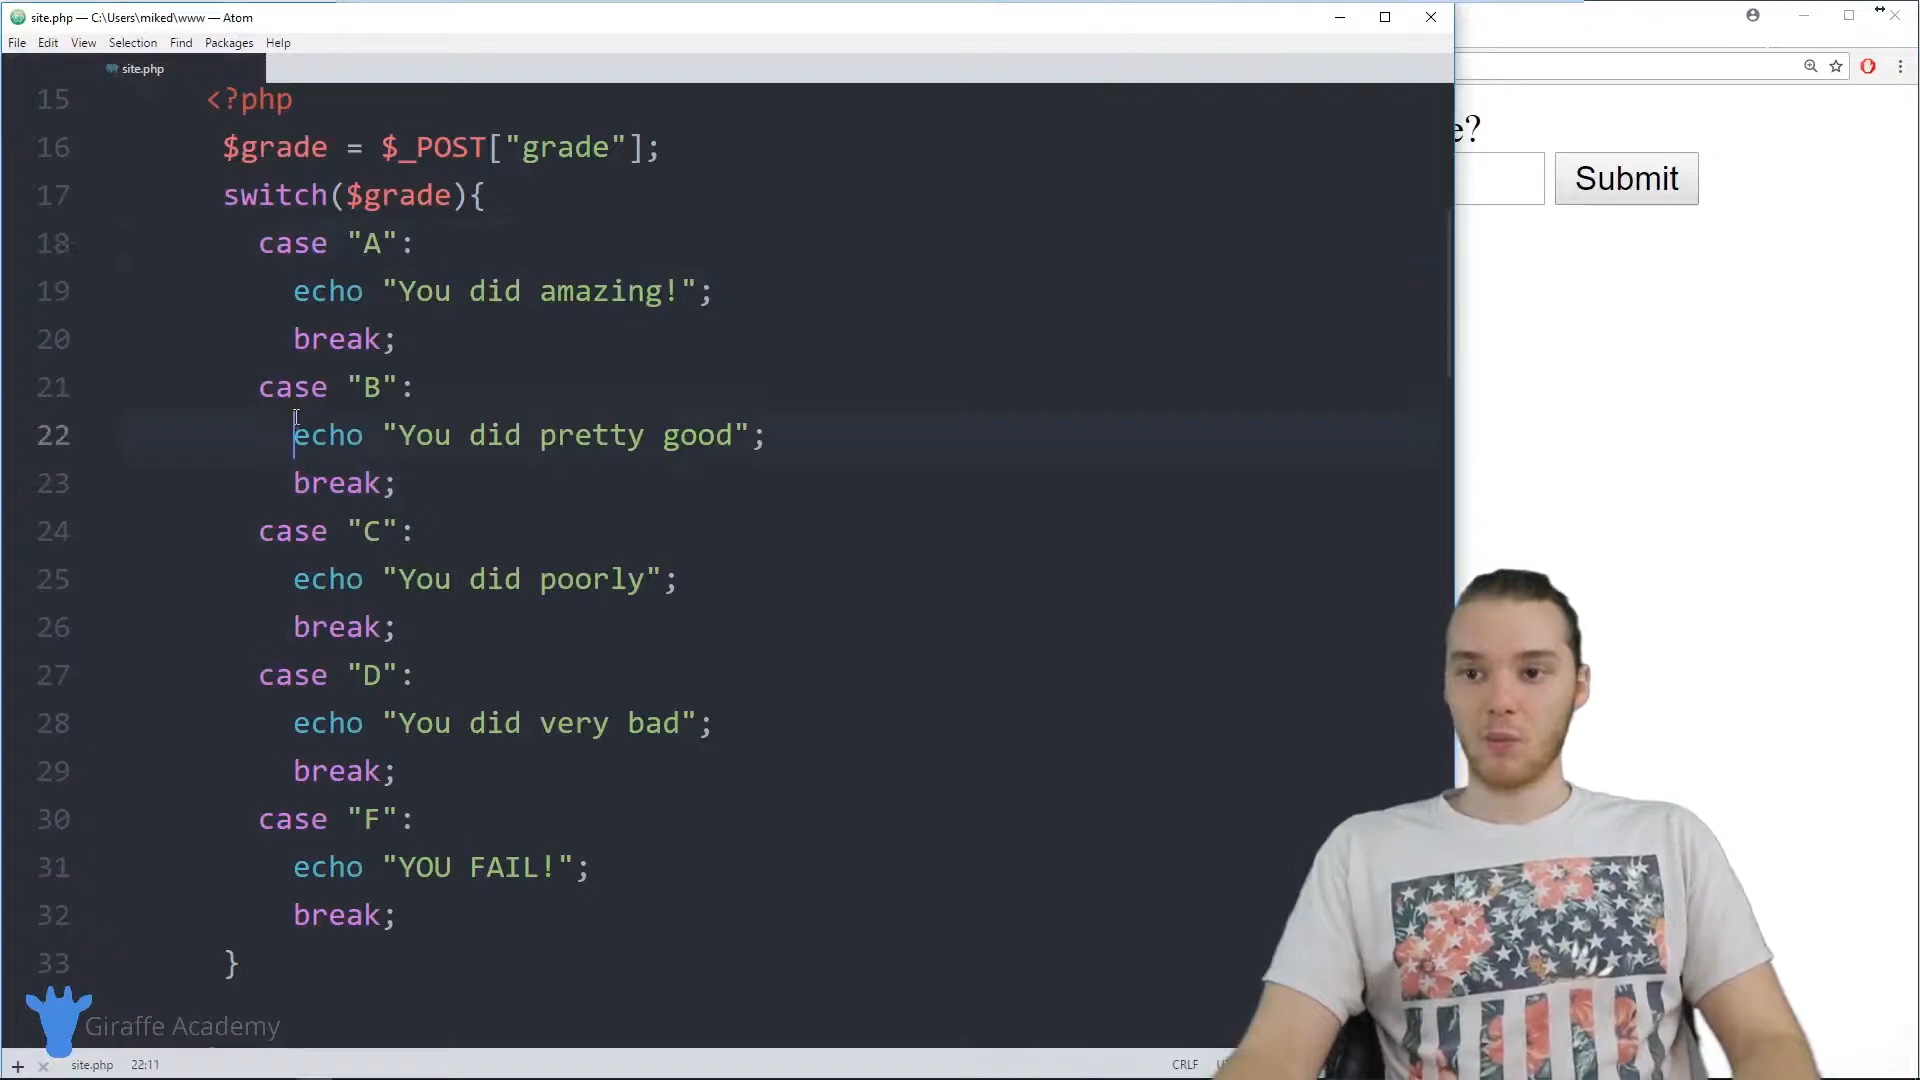 site.php — C:\Users\miked\www — Atom
File Edit View Selection Find Packages Help
site.php
15 <?php
16 $grade = $_POST["grade"];
17 switch($grade){
18 case "A":
19 echo "You did amazing!";
20 break;
21 case "B":
22 echo "You did pretty good";
23 break;
24 case "C":
25 echo "You did poorly";
26 break;
27 case "D":
28 echo "You did very bad";
29 break;
30 case "F":
31 echo "YOU FAIL!";
32 break;
33 }
e?
Submit
Giraffe Academy
site.php 22:11 CRLF